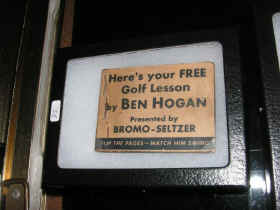 Here's your FREE
Golf Lesson
by BEN HOGAN
Presented by
BROMO-SELTZER
FLIP THE PAGES - WATCH HIM SWING